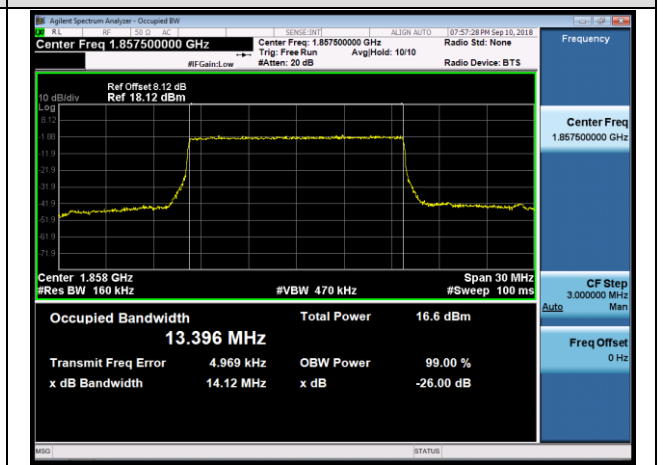 Agilent Spectrum Analyzer - Occupied BW
RL RF 50 Ω AC SENSE:INT ALIGN AUTO 07:57:28 PM Sep 10, 2018
Center Freq 1.857500000 GHz
Center Freq: 1.857500000 GHz
Radio Std: None
Trig: Free Run Avg|Hold: 10/10
#IFGain:Low #Atten: 20 dB Radio Device: BTS
Frequency
Ref Offset 8.12 dB
10 dB/div Ref 18.12 dBm
Log
8.12
-1.88
-11.9
-21.9
-31.9
-41.9
-51.9
-61.9
-71.9
Center 1.858 GHz Span 30 MHz
#Res BW 160 kHz #VBW 470 kHz #Sweep 100 ms
Center Freq
1.857500000 GHz
CF Step
3.000000 MHz
Auto Man
Freq Offset
0 Hz
Occupied Bandwidth Total Power 16.6 dBm
13.396 MHz
Transmit Freq Error 4.969 kHz OBW Power 99.00 %
x dB Bandwidth 14.12 MHz x dB -26.00 dB
MSG STATUS